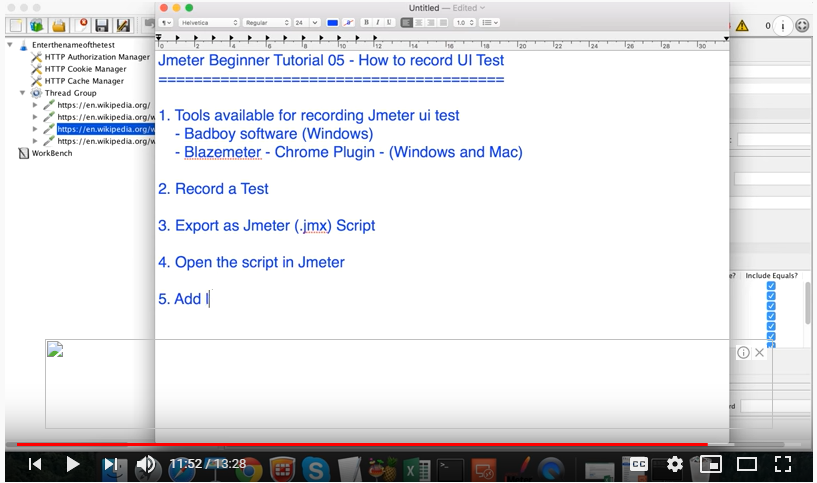 Untitled — Edited
Helvetica
Regular
24
B I U
1.0
0 2 4 6 8 10 12 14 16 18 20 22 24 26 28 30
0
Enterthenameofthetest
HTTP Authorization Manager
HTTP Cookie Manager
HTTP Cache Manager
Thread Group
https://en.wikipedia.org/
https://en.wikipedia.org/w
https://en.wikipedia.org/w
https://en.wikipedia.org/w
WorkBench
Jmeter Beginner Tutorial 05 - How to record UI Test
=======================================
1. Tools available for recording Jmeter ui test
- Badboy software (Windows)
- Blazemeter - Chrome Plugin - (Windows and Mac)
2. Record a Test
3. Export as Jmeter (.jmx) Script
4. Open the script in Jmeter
5. Add l
e? Include Equals?
rd
11:52 / 13:28
CC